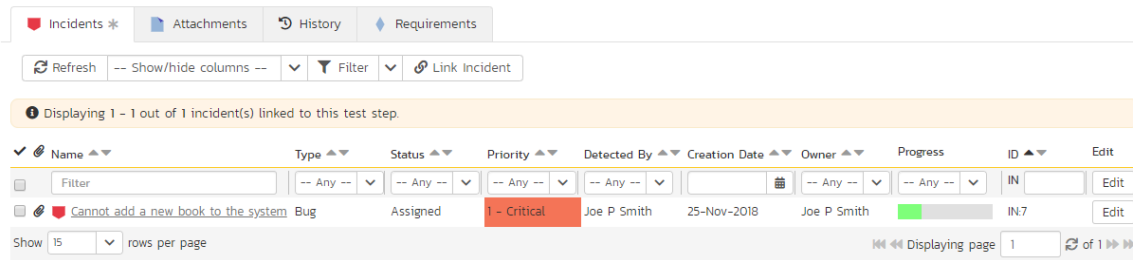 Incidents * Attachments History Requirements
Refresh -- Show/hide columns -- Filter Link Incident
Displaying 1 - 1 out of 1 incident(s) linked to this test step.
Name Type Status Priority Detected By Creation Date Owner Progress ID Edit
Filter -- Any -- -- Any -- -- Any -- -- Any -- -- Any -- -- Any -- IN Edit
Cannot add a new book to the system Bug Assigned 1 - Critical Joe P Smith 25-Nov-2018 Joe P Smith IN:7 Edit
Show 15 rows per page Displaying page 1 of 1